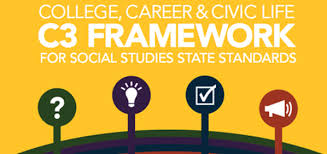 COLLEGE, CAREER & CIVIC LIFE
C3 FRAMEWORK
FOR SOCIAL STUDIES STATE STANDARDS
?